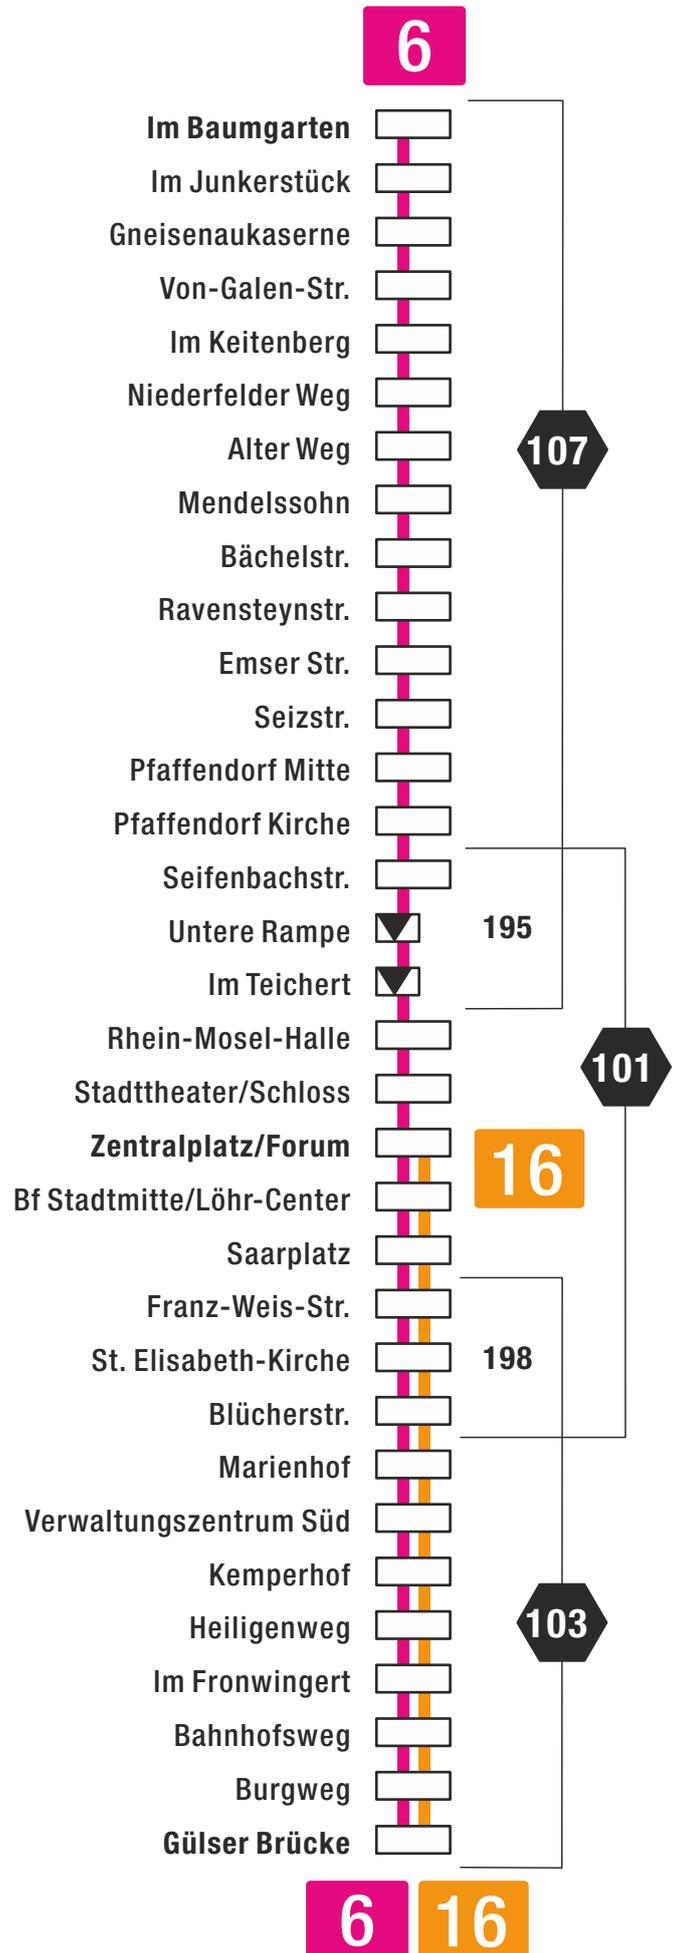 6
Im Baumgarten
Im Junkerstück
Gneisenaukaserne
Von-Galen-Str.
Im Keitenberg
Niederfelder Weg
Alter Weg
107
Mendelssohn
Bächelstr.
Ravensteynstr.
Emser Str.
Seizstr.
Pfaffendorf Mitte
Pfaffendorf Kirche
Seifenbachstr.
Untere Rampe
195
Im Teichert
Rhein-Mosel-Halle
101
Stadttheater/Schloss
Zentralplatz/Forum
16
Bf Stadtmitte/Löhr-Center
Saarplatz
Franz-Weis-Str.
St. Elisabeth-Kirche
198
Blücherstr.
Marienhof
Verwaltungszentrum Süd
Kemperhof
Heiligenweg
103
Im Fronwingert
Bahnhofsweg
Burgweg
Gülser Brücke
6 16